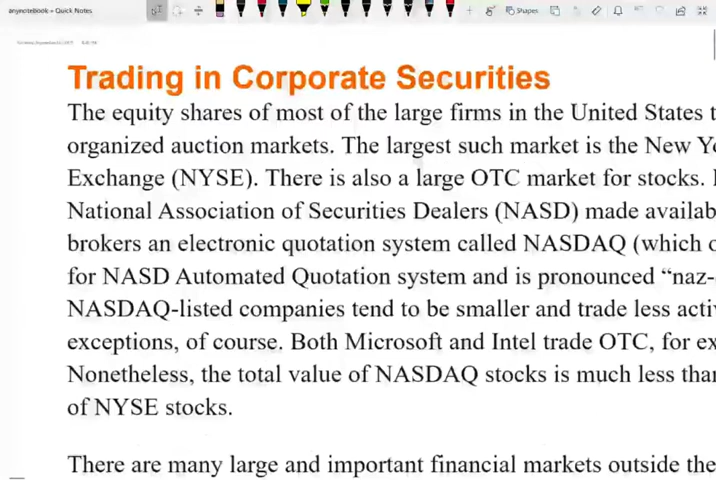 anynotebook › Quick Notes
Shapes
Trading in Corporate Securities
The equity shares of most of the large firms in the United States t
organized auction markets. The largest such market is the New Yo
Exchange (NYSE). There is also a large OTC market for stocks. I
National Association of Securities Dealers (NASD) made availab
brokers an electronic quotation system called NASDAQ (which o
for NASD Automated Quotation system and is pronounced “naz-
NASDAQ-listed companies tend to be smaller and trade less acti
exceptions, of course. Both Microsoft and Intel trade OTC, for ex
Nonetheless, the total value of NASDAQ stocks is much less than
of NYSE stocks.
There are many large and important financial markets outside the